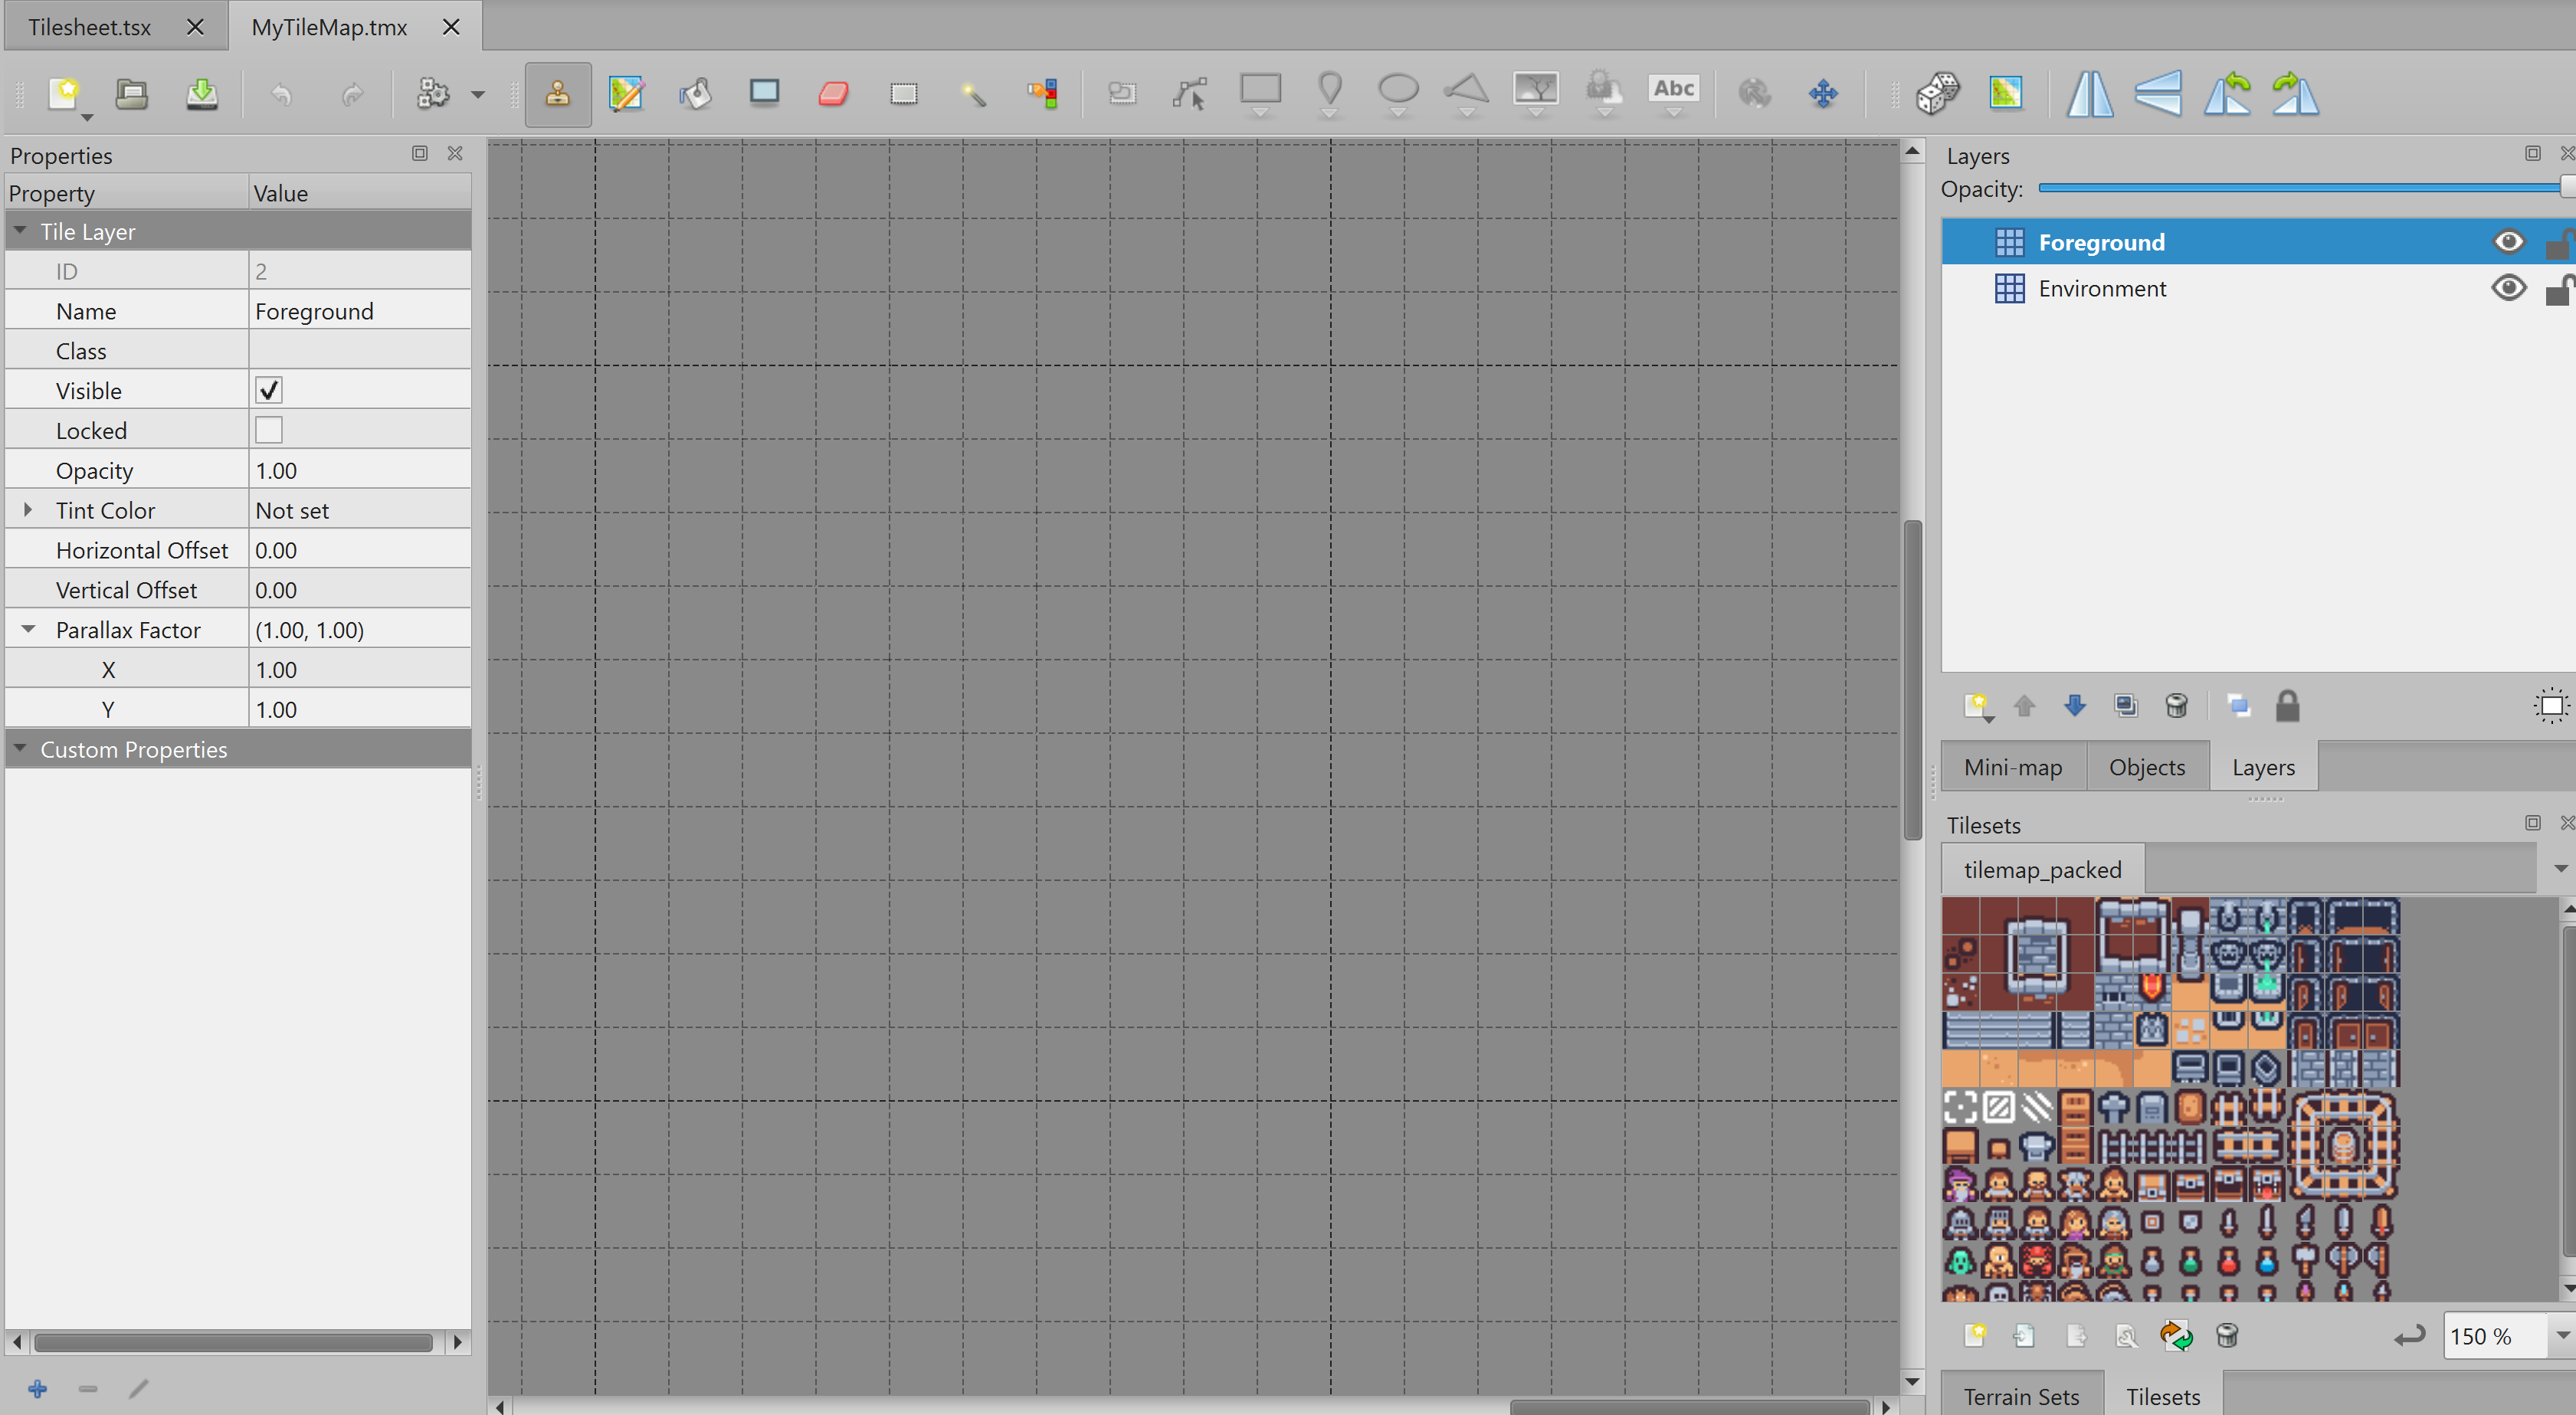 Tilesheet.tsx
MyTileMap.tmx
Abc
Properties
Property Value
Tile Layer
ID 2
Name Foreground
Class
Visible
Locked
Opacity 1.00
Tint Color Not set
Horizontal Offset 0.00
Vertical Offset 0.00
Parallax Factor (1.00, 1.00)
X 1.00
Y 1.00
Custom Properties
Layers
Opacity:
Foreground
Environment
Mini-map Objects Layers
Tilesets
tilemap_packed
150 %
Terrain Sets Tilesets